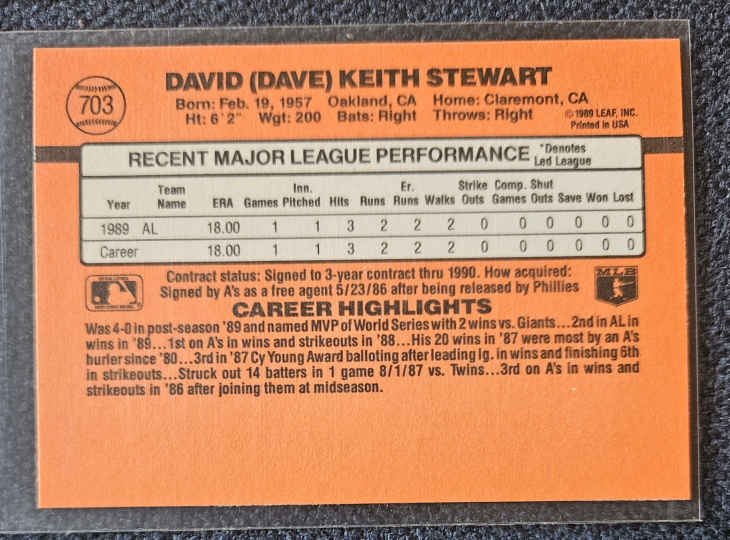 703
DAVID (DAVE) KEITH STEWART
Born: Feb. 19, 1957 Oakland, CA Home: Claremont, CA
Ht: 6'2" Wgt: 200 Bats: Right Throws: Right
©1989 LEAF, INC.
Printed in USA
RECENT MAJOR LEAGUE PERFORMANCE
*Denotes
Led League
Year Team Name ERA Games Inn. Pitched Hits Runs Er. Runs Walks Strike Outs Comp. Games Shut Outs Save Won Lost
1989 AL 18.00 1 1 3 2 2 2 0 0 0 0 0 0
Career 18.00 1 1 3 2 2 2 0 0 0 0 0 0
Contract status: Signed to 3-year contract thru 1990. How acquired:
Signed by A's as a free agent 5/23/86 after being released by Phillies
MLB
CAREER HIGHLIGHTS
Was 4-0 in post-season '89 and named MVP of World Series with 2 wins vs. Giants...2nd in AL in
wins in '89...1st on A's in wins and strikeouts in '88...His 20 wins in '87 were most by an A's
hurler since '80...3rd in '87 Cy Young Award balloting after leading lg. in wins and finishing 6th
in strikeouts...Struck out 14 batters in 1 game 8/1/87 vs. Twins...3rd on A's in wins and
strikeouts in '86 after joining them at midseason.